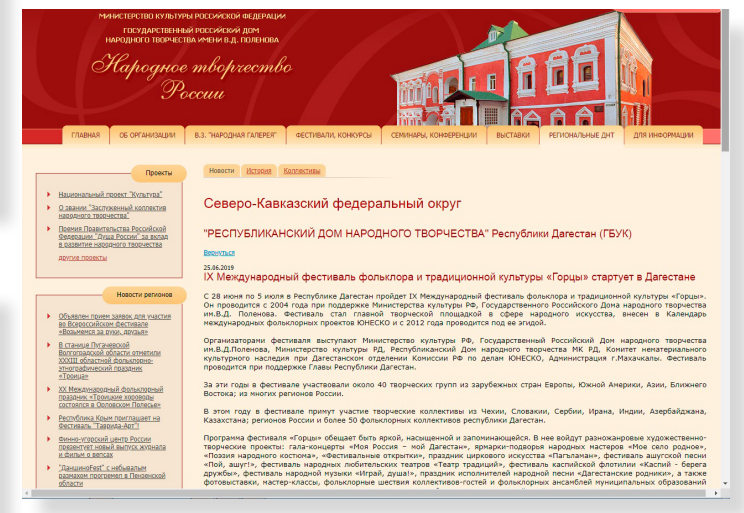 МИНИСТЕРСТВО КУЛЬТУРЫ РОССИЙСКОЙ ФЕДЕРАЦИИ
ГОСУДАРСТВЕННЫЙ РОССИЙСКИЙ ДОМ
НАРОДНОГО ТВОРЧЕСТВА ИМЕНИ В.Д. ПОЛЕНОВА
Народное творчество
России
ГЛАВНАЯ ОБ ОРГАНИЗАЦИИ В.З. "НАРОДНАЯ ГАЛЕРЕЯ" ФЕСТИВАЛИ, КОНКУРСЫ СЕМИНАРЫ, КОНФЕРЕНЦИИ ВЫСТАВКИ РЕГИОНАЛЬНЫЕ ДНТ ДЛЯ ИНФОРМАЦИИ
Проекты
Национальный проект "Культура"
О звании "Заслуженный коллектив
народного творчества"
Премия Правительства Российской
Федерации "Душа России" за вклад
в развитие народного творчества
другие проекты
Новости регионов
Объявлен прием заявок для участия
во Всероссийском фестивале
«Возьмемся за руки, друзья»
В станице Пугачевской
Волгоградской области отметили
XXXIII областной фольклорно-
этнографический праздник
«Троица»
XX Международный фольклорный
праздник «Троицкие хороводы
состоялся в Орловском Полесье»
Республика Крым приглашает на
Фестиваль "Таврида-Арт"!
Финно-угорский центр России
презентует новый выпуск журнала
и фильм о вепсах
"ДаншиноFest" с небывалым
размахом прогремел в Пензенской
области
Новости История Коллективы
Северо-Кавказский федеральный округ
"РЕСПУБЛИКАНСКИЙ ДОМ НАРОДНОГО ТВОРЧЕСТВА" Республики Дагестан (ГБУК)
Вернуться
25.06.2019
IX Международный фестиваль фольклора и традиционной культуры «Горцы» стартует в Дагестане
С 28 июня по 5 июля в Республике Дагестан пройдет IX Международный фестиваль фольклора и традиционной культуры «Горцы».
Он проводится с 2004 года при поддержке Министерства культуры РФ, Государственного Российского Дома народного творчества
им.В.Д. Поленова. Фестиваль стал главной творческой площадкой в сфере народного искусства, внесен в Календарь
международных фольклорных проектов ЮНЕСКО и с 2012 года проводится под ее эгидой.
Организаторами фестиваля выступают Министерство культуры РФ, Государственный Российский Дом народного творчества
им.В.Д.Поленова, Министерство культуры РД, Республиканский Дом народного творчества МК РД, Комитет нематериального
культурного наследия при Дагестанском отделении Комиссии РФ по делам ЮНЕСКО, Администрация г.Махачкалы. Фестиваль
проводится при поддержке Главы Республики Дагестан.
За эти годы в фестивале участвовали около 40 творческих групп из зарубежных стран Европы, Южной Америки, Азии, Ближнего
Востока; из многих регионов России.
В этом году в фестивале примут участие творческие коллективы из Чехии, Словакии, Сербии, Ирана, Индии, Азербайджана,
Казахстана; регионов России и более 50 фольклорных коллективов республики Дагестан.
Программа фестиваля «Горцы» обещает быть яркой, насыщенной и запоминающейся. В нее войдут разножанровые художественно-
творческие проекты: гала-концерты «Моя Россия – мой Дагестан», ярмарки-подворья народных мастеров «Мое село родное»,
«Поэзия народного костюма», «Фестивальные открытки», праздник циркового искусства «Пагъламан», фестиваль ашугской песни
«Пой, ашуг!», фестиваль народных любительских театров «Театр традиций», фестиваль каспийской флотилии «Каспий – берега
дружбы», фестиваль народной музыки «Играй, душа!», праздник исполнителей народной песни «Дагестанские родники», а также
фотовыставки, мастер-классы, фольклорные шествия коллективов-гостей и фольклорных ансамблей муниципальных образований